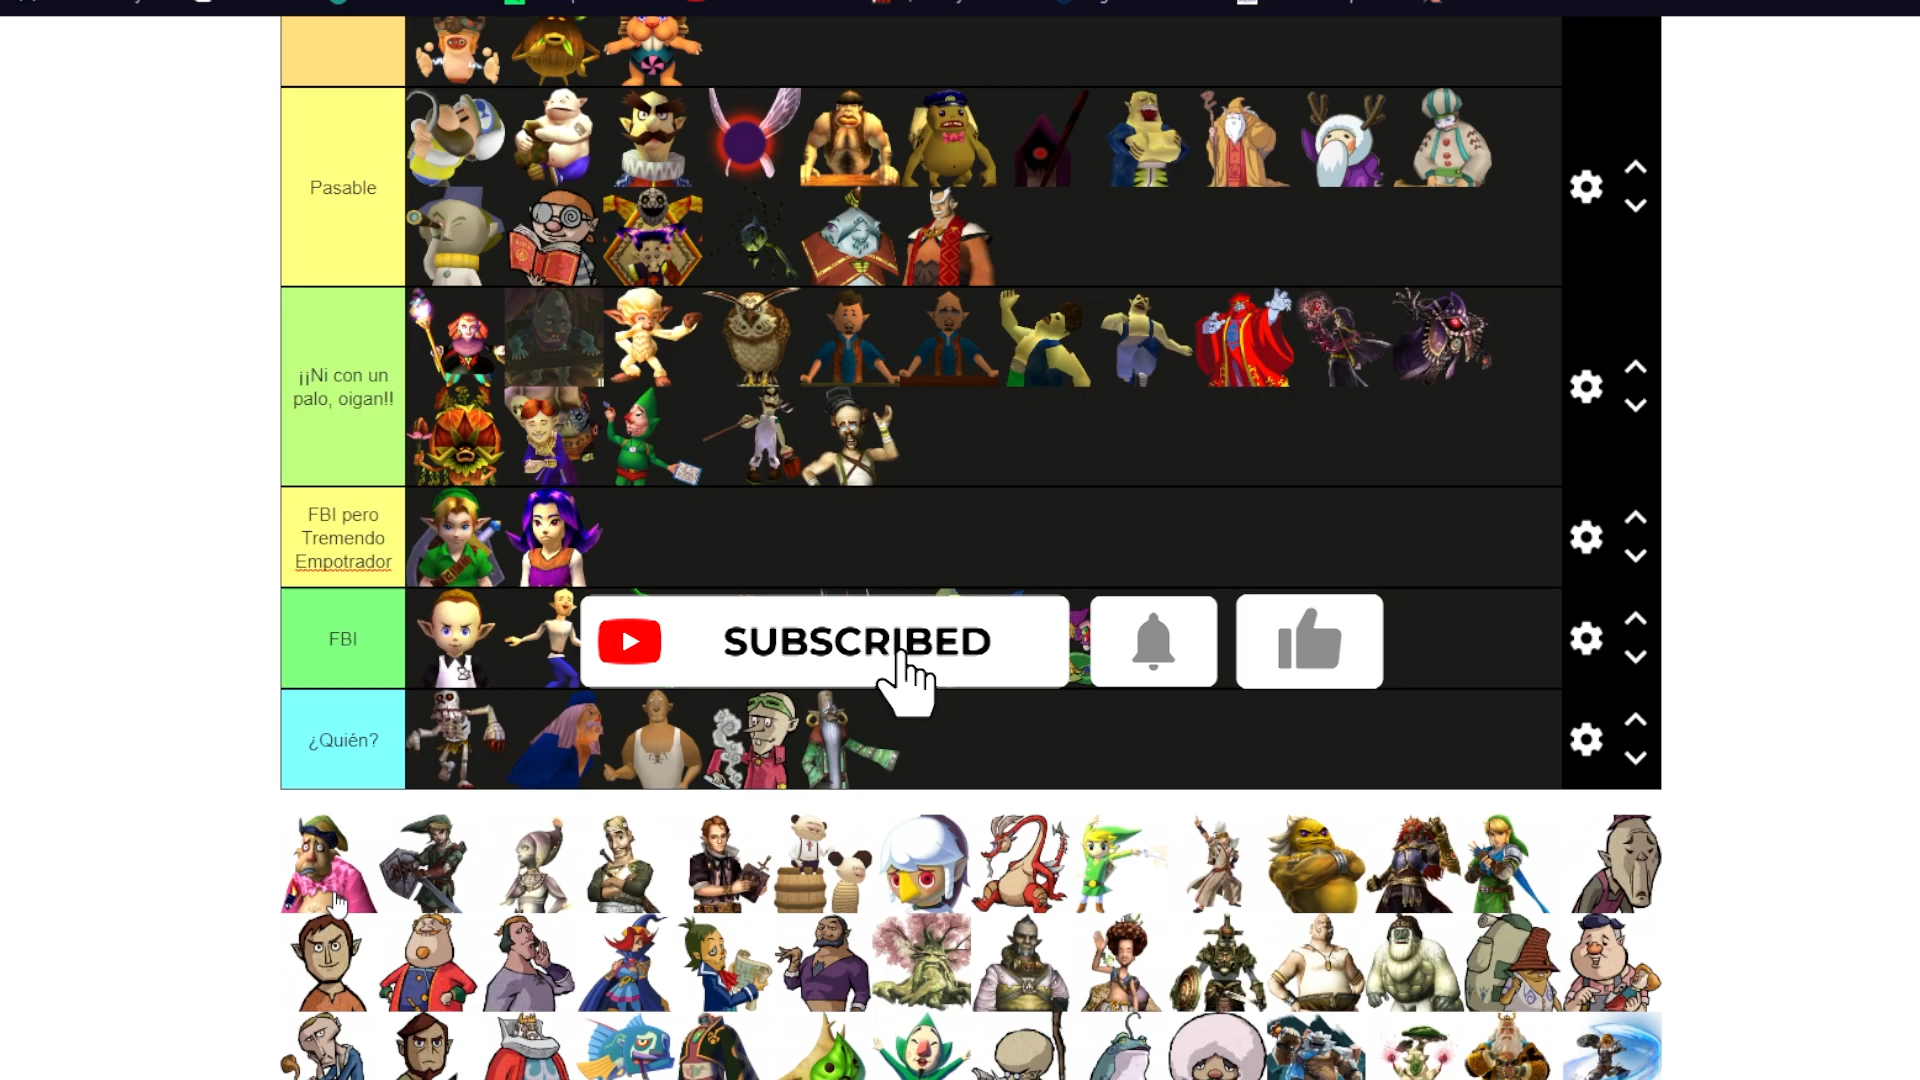 Pasable
¡¡Ni con un
palo, oigan!!
FBI pero
Tremendo
Empotrador
FBI
SUBSCRIBED
¿Quién?